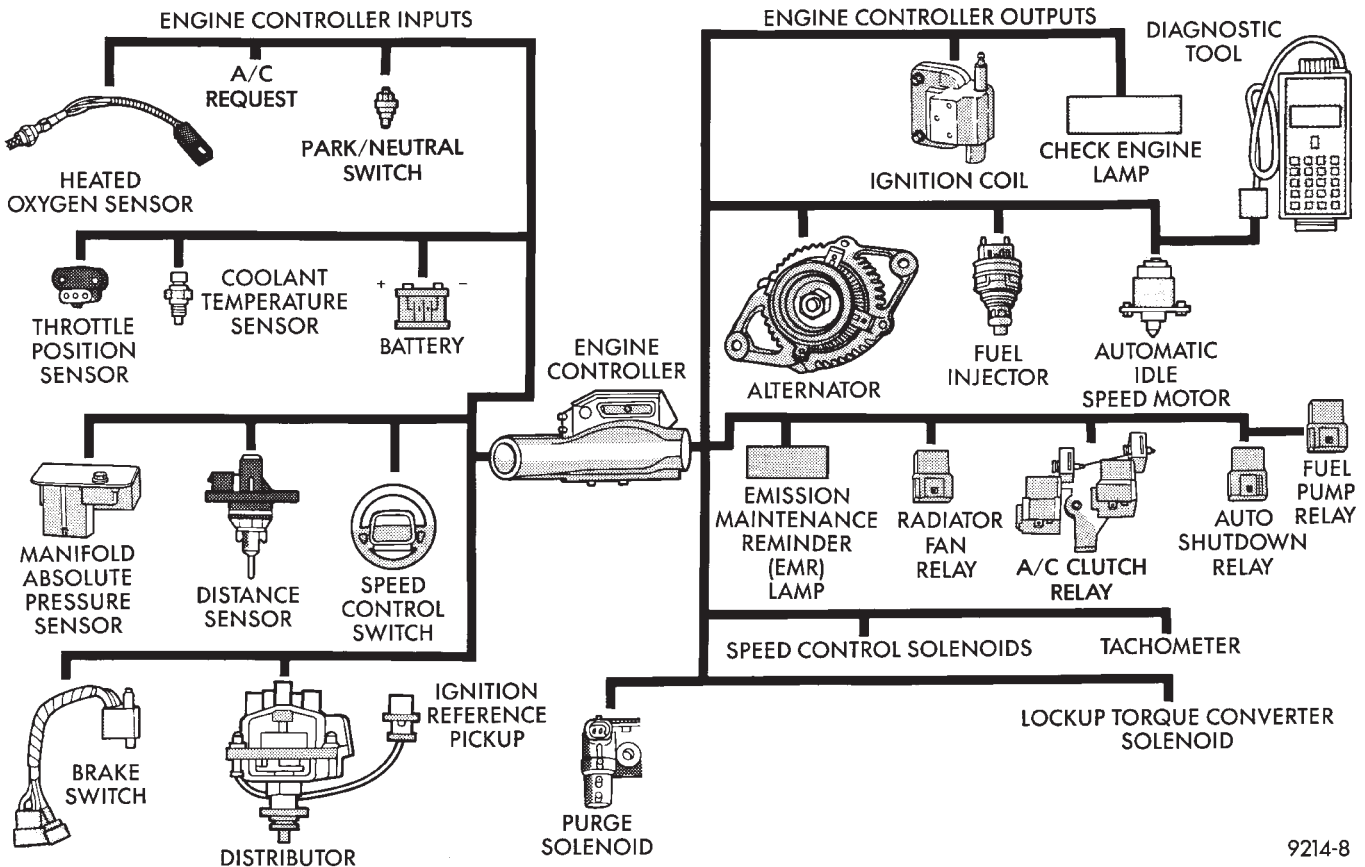 ENGINE CONTROLLER INPUTS
A/C
REQUEST
PARK/NEUTRAL
SWITCH
HEATED
OXYGEN SENSOR
THROTTLE
POSITION
SENSOR
COOLANT
TEMPERATURE
SENSOR
+ −
BATTERY
ENGINE
CONTROLLER
MANIFOLD
ABSOLUTE
PRESSURE
SENSOR
DISTANCE
SENSOR
SPEED
CONTROL
SWITCH
BRAKE
SWITCH
DISTRIBUTOR
IGNITION
REFERENCE
PICKUP
ENGINE CONTROLLER OUTPUTS
DIAGNOSTIC
TOOL
IGNITION COIL
CHECK ENGINE
LAMP
ALTERNATOR
FUEL
INJECTOR
AUTOMATIC
IDLE
SPEED MOTOR
EMISSION
MAINTENANCE
REMINDER
(EMR)
LAMP
RADIATOR
FAN
RELAY
A/C CLUTCH
RELAY
AUTO
SHUTDOWN
RELAY
FUEL
PUMP
RELAY
SPEED CONTROL SOLENOIDS
TACHOMETER
PURGE
SOLENOID
LOCKUP TORQUE CONVERTER
SOLENOID
9214-8